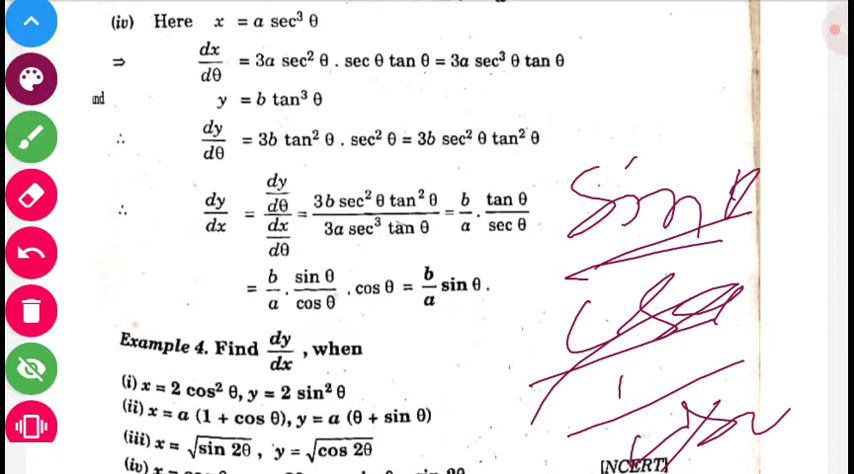 (iv) Here x = a sec³ θ
⇒ dx/dθ = 3a sec² θ . sec θ tan θ = 3a sec³ θ tan θ
nd y = b tan³ θ
∴ dy/dθ = 3b tan² θ . sec² θ = 3b sec² θ tan² θ
∴ dy/dx = (dy/dθ)/(dx/dθ) = (3b sec² θ tan² θ)/(3a sec³ tan θ) = b/a . tan θ/sec θ
= b/a . sin θ/cos θ . cos θ = b/a sin θ .
Example 4. Find dy/dx , when
(i) x = 2 cos² θ, y = 2 sin² θ
(ii) x = a (1 + cos θ), y = a (θ + sin θ)
(iii) x = √sin 2θ , y = √cos 2θ
[NCERT]
Sin θ
1